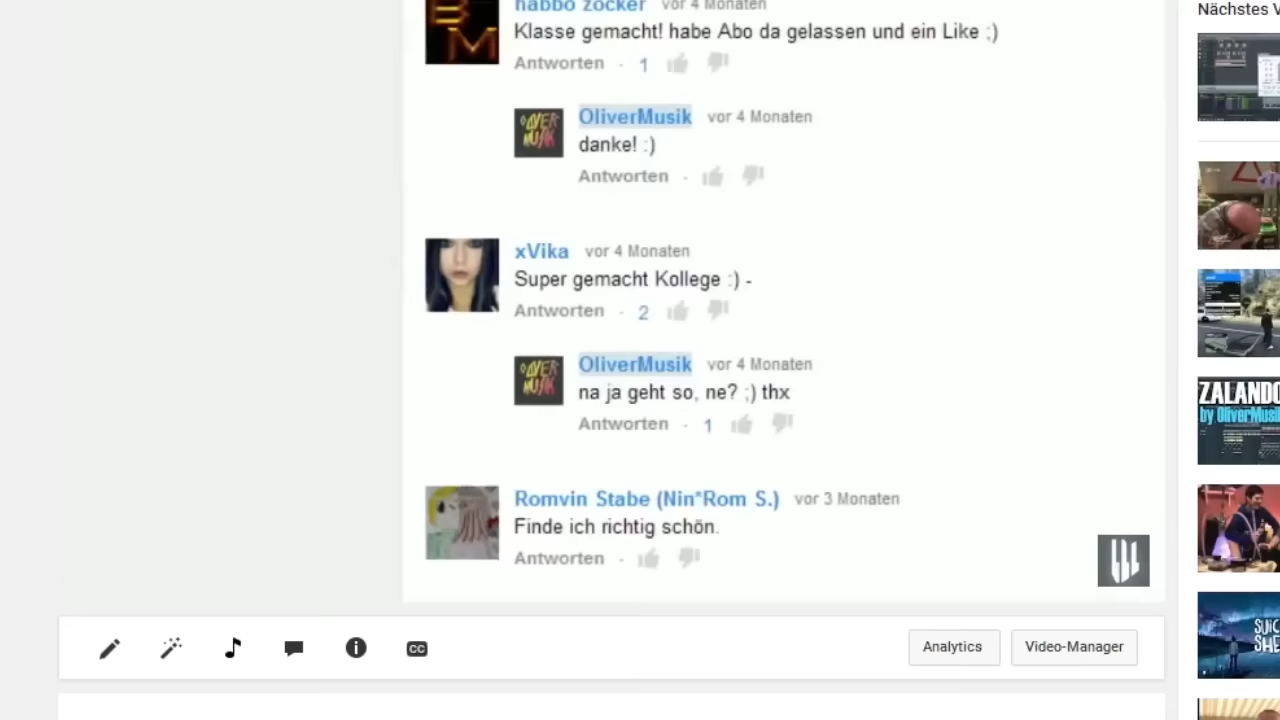 habbo zocker vor 4 Monaten
Nächstes V
Klasse gemacht! habe Abo da gelassen und ein Like ;)
Antworten · 1
OliverMusik vor 4 Monaten
danke! :)
Antworten ·
xVika vor 4 Monaten
Super gemacht Kollege :) -
Antworten · 2
OliverMusik vor 4 Monaten
na ja geht so, ne? ;) thx
Antworten · 1
ZALANDO
by OliverMusik
Romvin Stabe (Nin*Rom S.) vor 3 Monaten
Finde ich richtig schön.
Antworten ·
CC
Analytics
Video-Manager